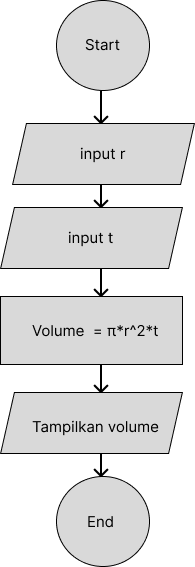 Start
input r
input t
Volume = π*r^2*t
Tampilkan volume
End